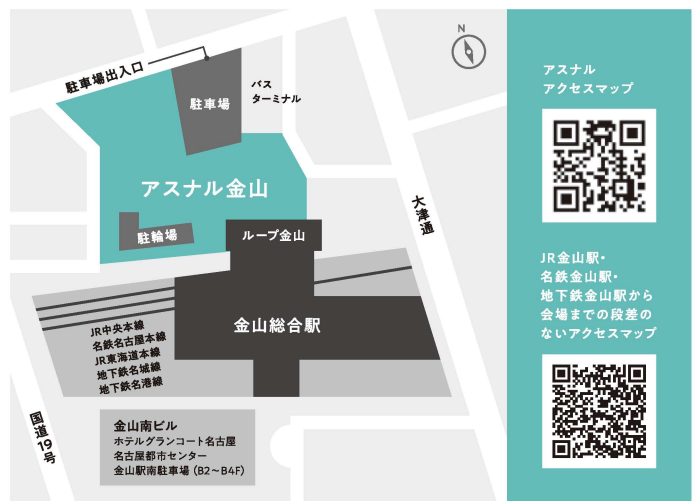 N
駐車場出入口
駐車場
バス
ターミナル
アスナル金山
大津通
駐輪場
ループ金山
金山総合駅
JR中央本線
名鉄名古屋本線
JR東海道本線
地下鉄名城線
地下鉄名港線
国道19号
金山南ビル
ホテルグランコート名古屋
名古屋都市センター
金山駅南駐車場 (B2〜B4F)
アスナル
アクセスマップ
JR金山駅・
名鉄金山駅・
地下鉄金山駅から
会場までの段差の
ないアクセスマップ